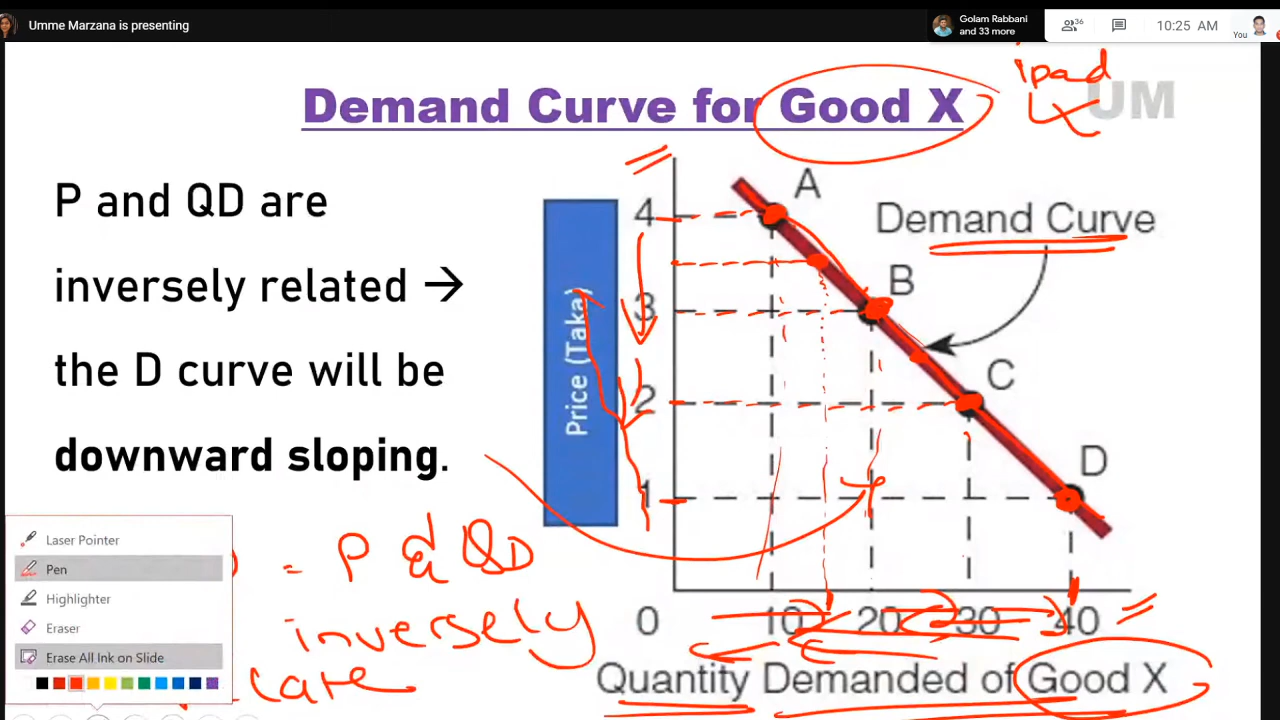 Umme Marzana is presenting
Golam Rabbani
and 33 more
36
10:25 AM
You
ipad
UM
Demand Curve for Good X
P and QD are
inversely related →
the D curve will be
downward sloping.
Price (Taka)
4
3
2
1
0
10
20
30
40
A
B
C
D
Demand Curve
Quantity Demanded of Good X
Laser Pointer
Pen
Highlighter
Eraser
Erase All Ink on Slide
= P & QD
inversely